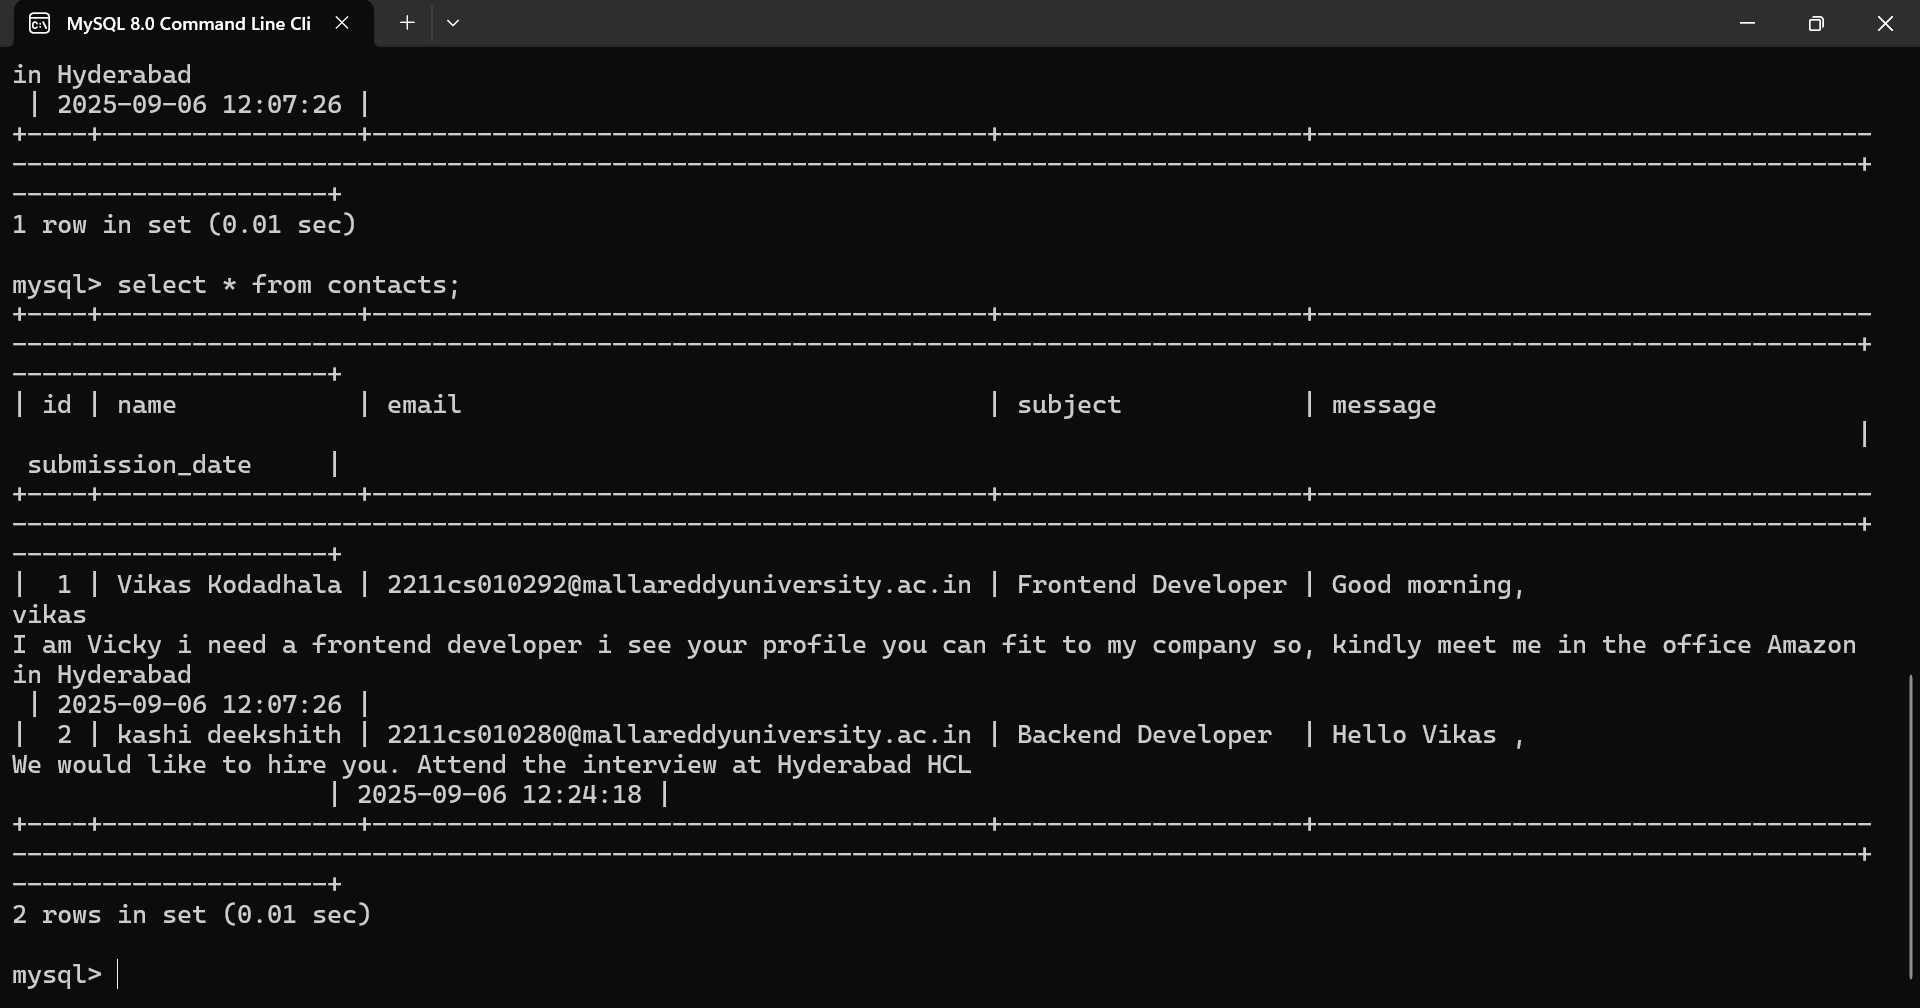 MySQL 8.0 Command Line Cli
in Hyderabad
 | 2025-09-06 12:07:26 |
+----+-----------------+-----------------------------------------+--------------------+-------------------------------------
---------------------------------------------------------------------------------------------------------------------------+
---------------------+
1 row in set (0.01 sec)
mysql> select * from contacts;
+----+-----------------+-----------------------------------------+--------------------+-------------------------------------
---------------------------------------------------------------------------------------------------------------------------+
---------------------+
| id | name            | email                                   | subject            | message
|
 submission_date     |
+----+-----------------+-----------------------------------------+--------------------+-------------------------------------
---------------------------------------------------------------------------------------------------------------------------+
---------------------+
|  1 | Vikas Kodadhala | 2211cs010292@mallareddyuniversity.ac.in | Frontend Developer | Good morning,
vikas
I am Vicky i need a frontend developer i see your profile you can fit to my company so, kindly meet me in the office Amazon
in Hyderabad
 | 2025-09-06 12:07:26 |
|  2 | kashi deekshith | 2211cs010280@mallareddyuniversity.ac.in | Backend Developer  | Hello Vikas ,
We would like to hire you. Attend the interview at Hyderabad HCL
                     | 2025-09-06 12:24:18 |
+----+-----------------+-----------------------------------------+--------------------+-------------------------------------
---------------------------------------------------------------------------------------------------------------------------+
---------------------+
2 rows in set (0.01 sec)
mysql>